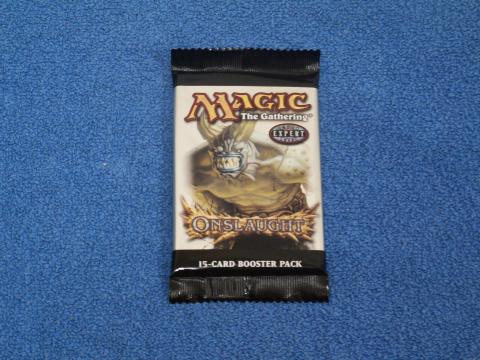 MAGIC
The Gathering®
EXPERT
ONSLAUGHT
15-CARD BOOSTER PACK